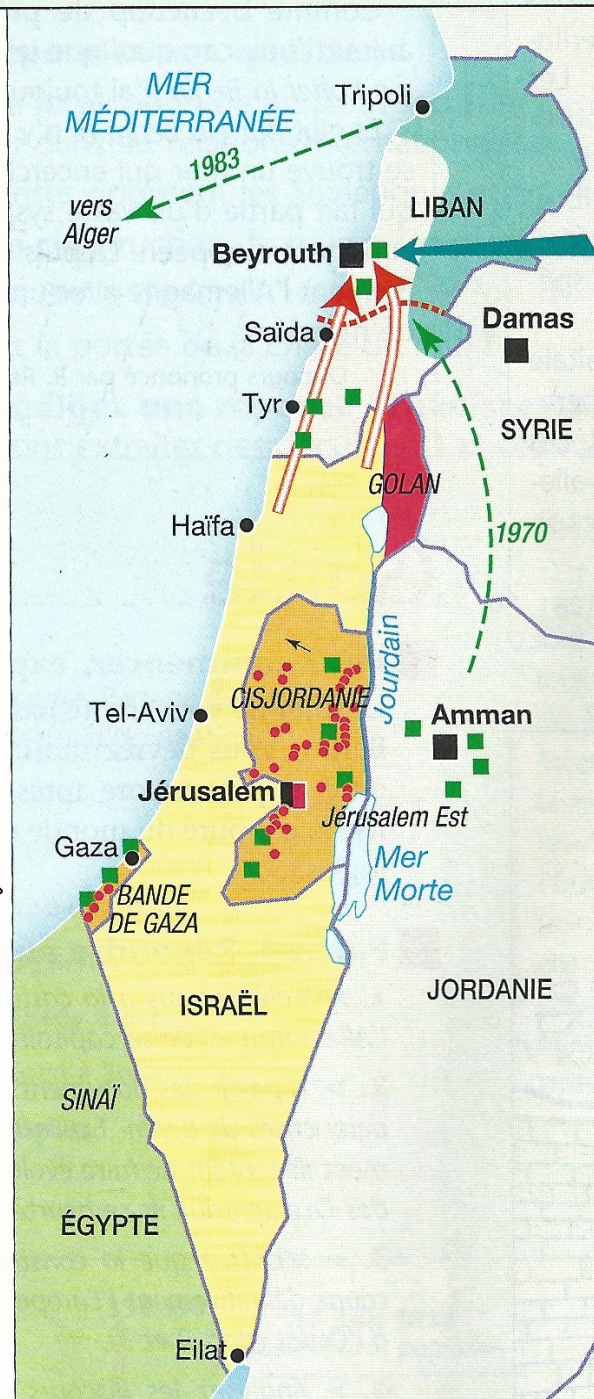 MER
MÉDITERRANÉE
Tripoli
1983
vers
Alger
LIBAN
Beyrouth
Damas
Saïda
Tyr
SYRIE
GOLAN
Haïfa
1970
Jourdain
CISJORDANIE
Tel-Aviv
Amman
Jérusalem
Jérusalem Est
Gaza
Mer
Morte
BANDE
DE GAZA
ISRAËL
JORDANIE
SINAÏ
ÉGYPTE
Eilat